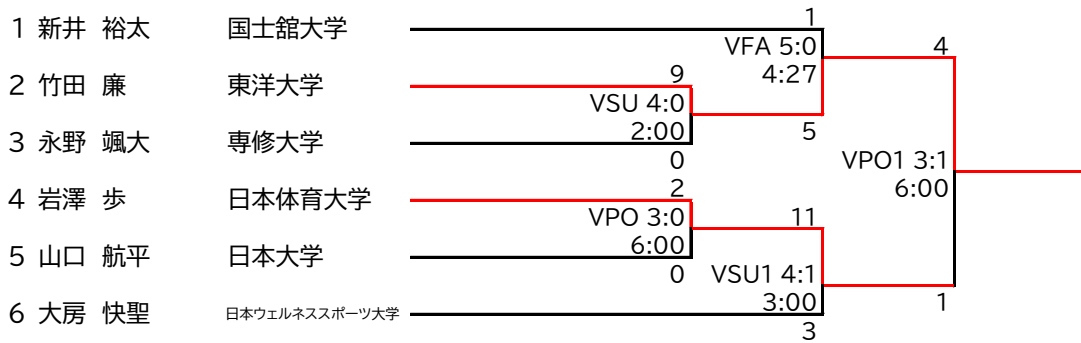 1 新井 裕太 国士舘大学
1
VFA 5:0
4:27
4
2 竹田 廉 東洋大学
9
VSU 4:0
2:00
5
3 永野 颯大 専修大学
0
VPO1 3:1
6:00
4 岩澤 歩 日本体育大学
2
VPO 3:0
6:00
11
5 山口 航平 日本大学
0
VSU1 4:1
3:00
1
6 大房 快聖 日本ウェルネススポーツ大学
3